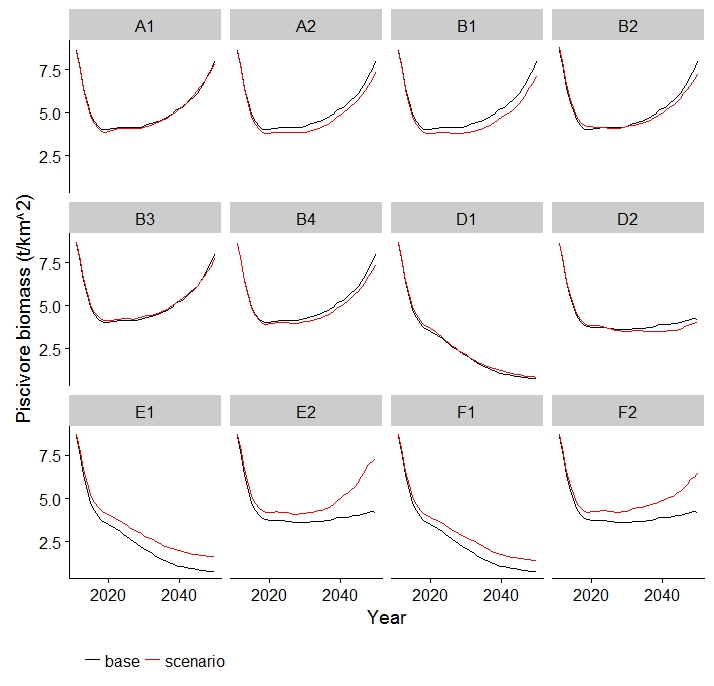 A1 A2 B1 B2
7.5
5.0
2.5
B3 B4 D1 D2
7.5
5.0
2.5
Piscivore biomass (t/km^2)
E1 E2 F1 F2
7.5
5.0
2.5
2020 2040 2020 2040 2020 2040 2020 2040
Year
base scenario